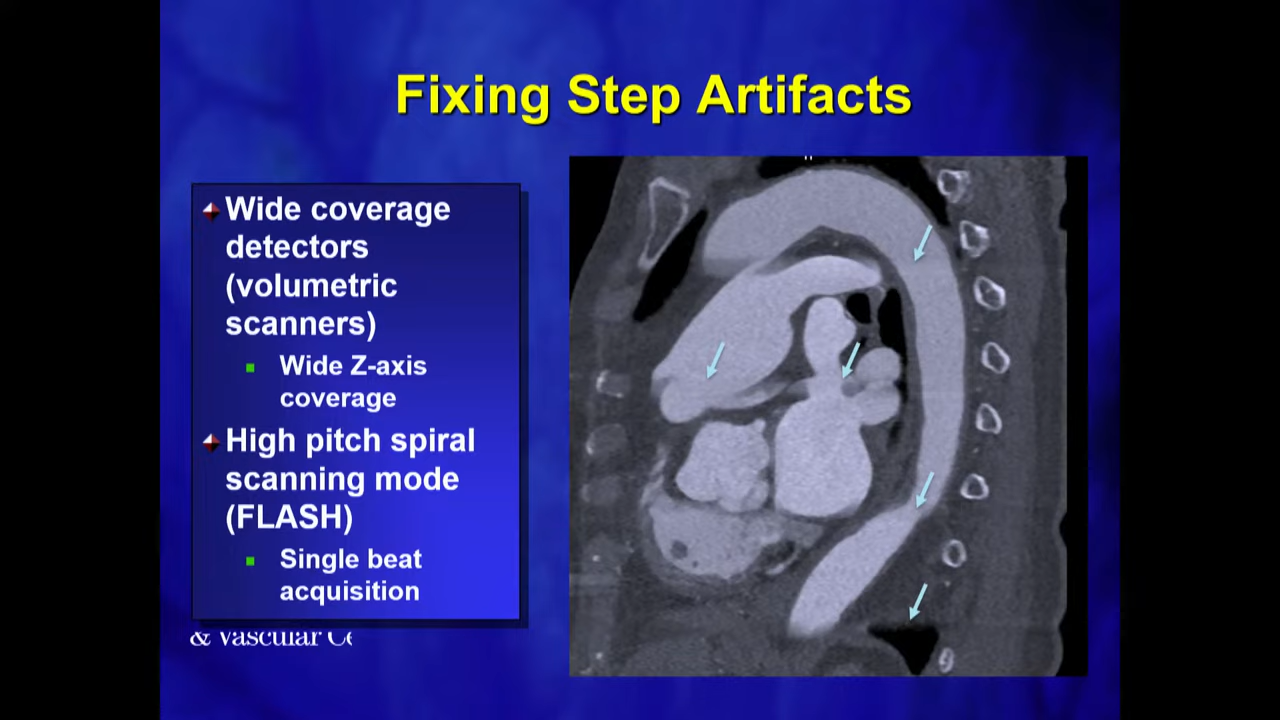 Fixing Step Artifacts
Wide coverage
detectors
(volumetric
scanners)
Wide Z-axis
coverage
High pitch spiral
scanning mode
(FLASH)
Single beat
acquisition
& Vascular